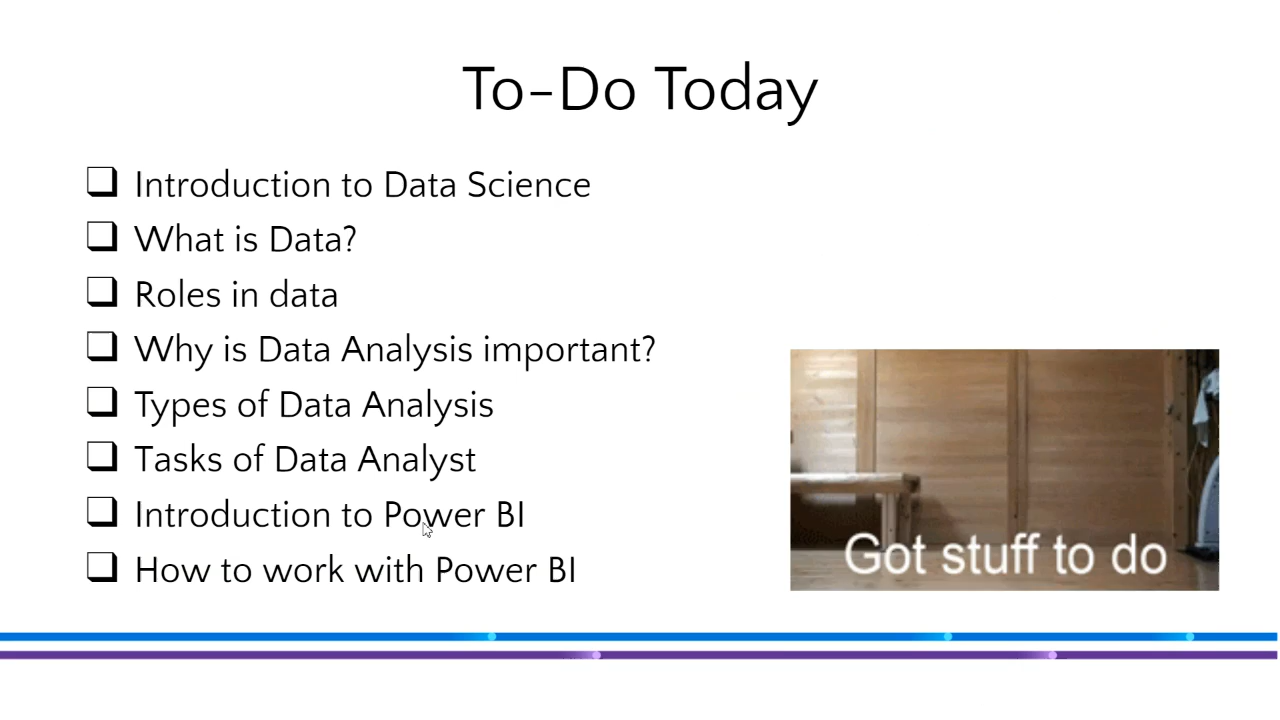 To-Do Today
Introduction to Data Science
What is Data?
Roles in data
Why is Data Analysis important?
Types of Data Analysis
Tasks of Data Analyst
Introduction to Power BI
How to work with Power BI
Got stuff to do